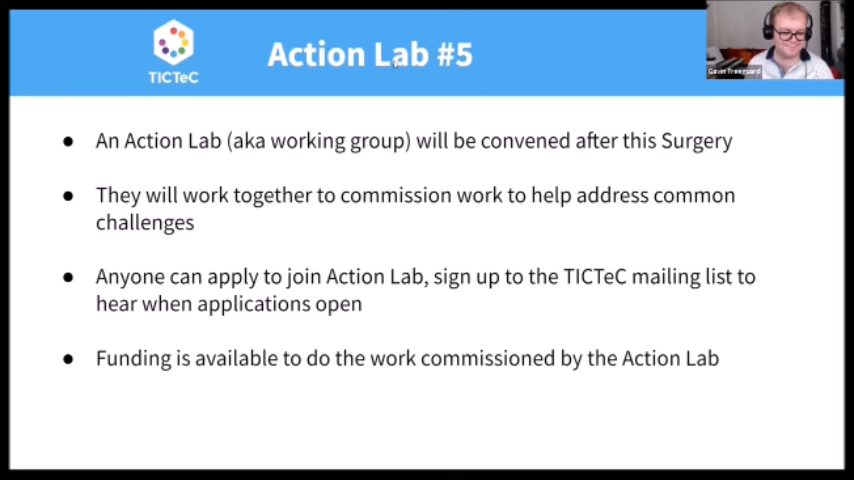 TICTeC
Action Lab #5
Gavin Freeguard
● An Action Lab (aka working group) will be convened after this Surgery
● They will work together to commission work to help address common
challenges
● Anyone can apply to join Action Lab, sign up to the TICTeC mailing list to
hear when applications open
● Funding is available to do the work commissioned by the Action Lab